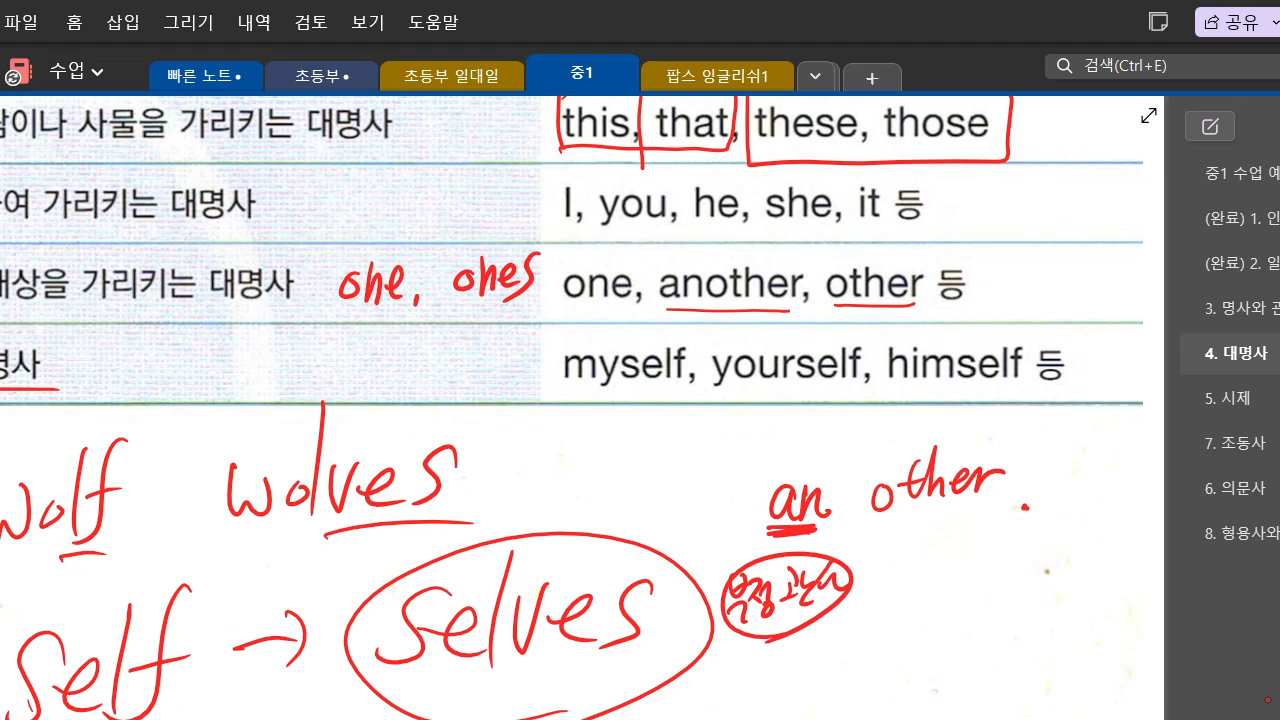 파일 홈 삽입 그리기 내역 검토 보기 도움말 공유
수업 빠른 노트 초등부 초등부 일대일 중1 팝스 잉글리쉬1 + 검색(Ctrl+E)
이나 사물을 가리키는 대명사 this, that, these, those
여 가리키는 대명사 I, you, he, she, it 등
대상을 가리키는 대명사 one, ones one, another, other 등
명사 myself, yourself, himself 등
wolf wolves an other.
부정관사
self → selves
중1 수업 예
(완료) 1. 인
(완료) 2. 일
3. 명사와 관
4. 대명사
5. 시제
7. 조동사
6. 의문사
8. 형용사와